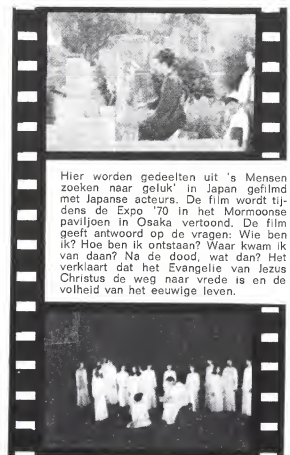 Hier worden gedeelten uit 's Mensen
zoeken naar geluk' in Japan gefilmd
met Japanse acteurs. De film wordt tij-
dens de Expo '70 in het Mormoonse
paviljoen in Osaka vertoond. De film
geeft antwoord op de vragen: Wie ben
ik? Hoe ben ik ontstaan? Waar kwam ik
van daan? Na de dood, wat dan? Het
verklaart dat het Evangelie van Jezus
Christus de weg naar vrede is en de
volheid van het eeuwige leven.